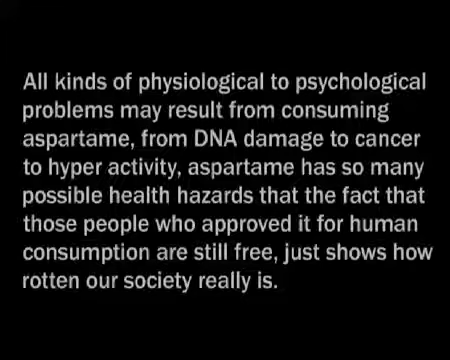 All kinds of physiological to psychological
problems may result from consuming
aspartame, from DNA damage to cancer
to hyper activity, aspartame has so many
possible health hazards that the fact that
those people who approved it for human
consumption are still free, just shows how
rotten our society really is.